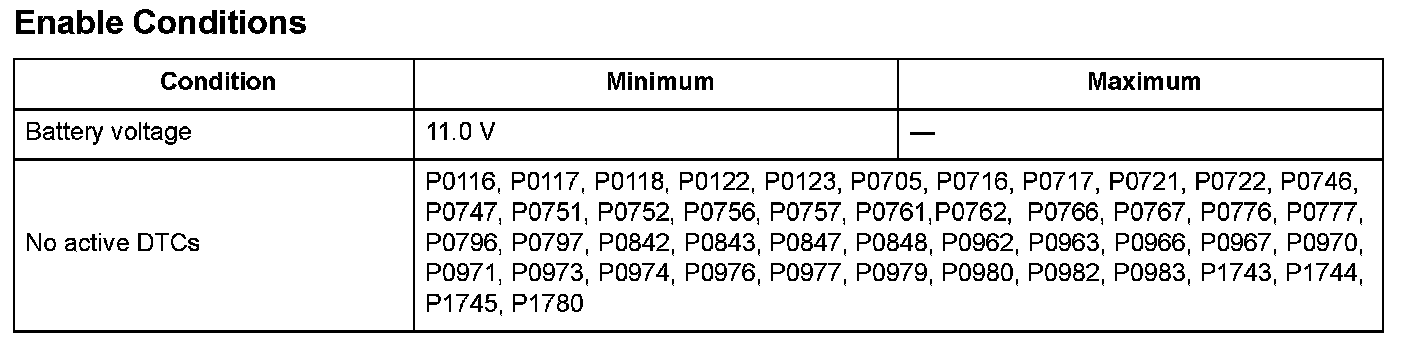 Enable Conditions
Condition Minimum Maximum
Battery voltage 11.0 V —
No active DTCs
P0116, P0117, P0118, P0122, P0123, P0705, P0716, P0717, P0721, P0722, P0746,
P0747, P0751, P0752, P0756, P0757, P0761,P0762, P0766, P0767, P0776, P0777,
P0796, P0797, P0842, P0843, P0847, P0848, P0962, P0963, P0966, P0967, P0970,
P0971, P0973, P0974, P0976, P0977, P0979, P0980, P0982, P0983, P1743, P1744,
P1745, P1780